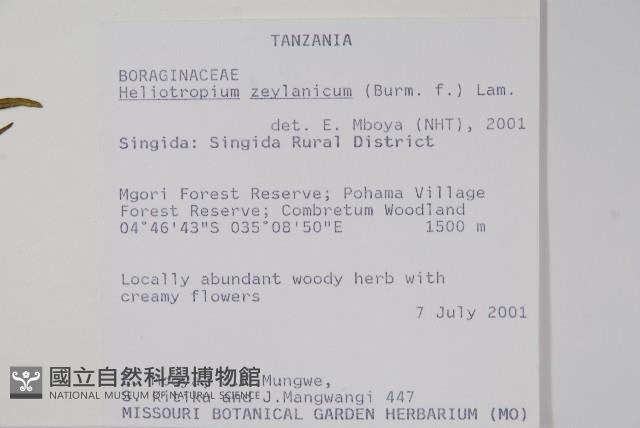 TANZANIA
BORAGINACEAE
Heliotropium zeylanicum (Burm. f.) Lam.
det. E. Mboya (NHT), 2001
Singida: Singida Rural District
Mgori Forest Reserve; Pohama Village
Forest Reserve; Combretum Woodland
04°46'43"S 035°08'50"E 1500 m
Locally abundant woody herb with
creamy flowers
7 July 2001
Mungwe,
S. Kitiku and J.Mangwangi 447
MISSOURI BOTANICAL GARDEN HERBARIUM (MO)
國立自然科學博物館
NATIONAL MUSEUM OF NATURAL SCIENCE